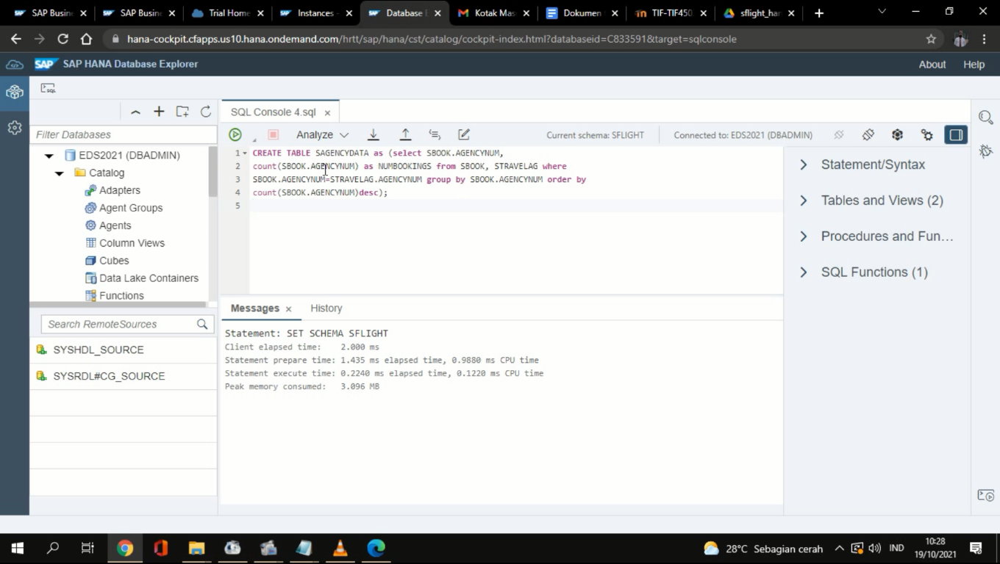 SAP Busin
SAP Busin
Trial Home
Instances -
Database E
Kotak Mas
Dokumen
TIF-TIF450
sflight_han
hana-cockpit.cfapps.us10.hana.ondemand.com/hrtt/sap/hana/cst/catalog/cockpit-index.html?databaseid=C833591&target=sqlconsole
SAP SAP HANA Database Explorer
About Help
SQL
Filter Databases
EDS2021 (DBADMIN)
Catalog
Adapters
Agent Groups
Agents
Column Views
Cubes
Data Lake Containers
Functions
Search RemoteSources
SYSHDL_SOURCE
SYSRDL#CG_SOURCE
SQL Console 4.sql
Analyze
Current schema: SFLIGHT
Connected to: EDS2021 (DBADMIN)
1 CREATE TABLE SAGENCYDATA as (select SBOOK.AGENCYNUM,
2 count(SBOOK.AGENCYNUM) as NUMBOOKINGS from SBOOK, STRAVELAG where
3 SBOOK.AGENCYNUM=STRAVELAG.AGENCYNUM group by SBOOK.AGENCYNUM order by
4 count(SBOOK.AGENCYNUM)desc);
5
Messages
History
Statement: SET SCHEMA SFLIGHT
Client elapsed time: 2.000 ms
Statement prepare time: 1.435 ms elapsed time, 0.9880 ms CPU time
Statement execute time: 0.2240 ms elapsed time, 0.1220 ms CPU time
Peak memory consumed: 3.096 MB
Statement/Syntax
Tables and Views (2)
Procedures and Fun...
SQL Functions (1)
28°C Sebagian cerah
IND
10:28
19/10/2021